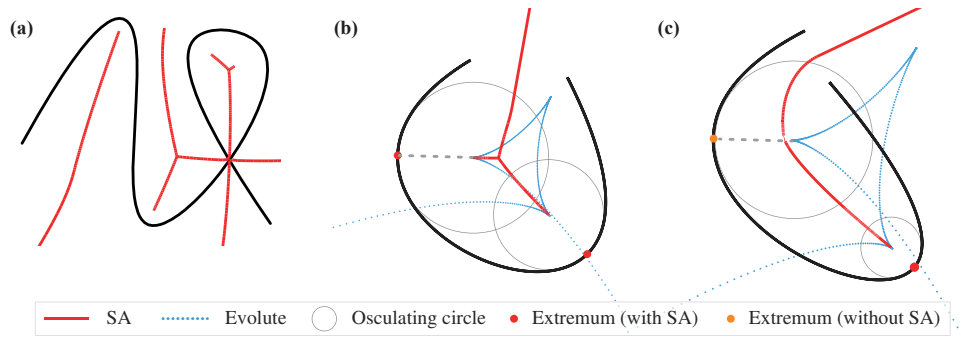 (a)
(b)
(c)
SA
Evolute
Osculating circle
Extremum (with SA)
Extremum (without SA)